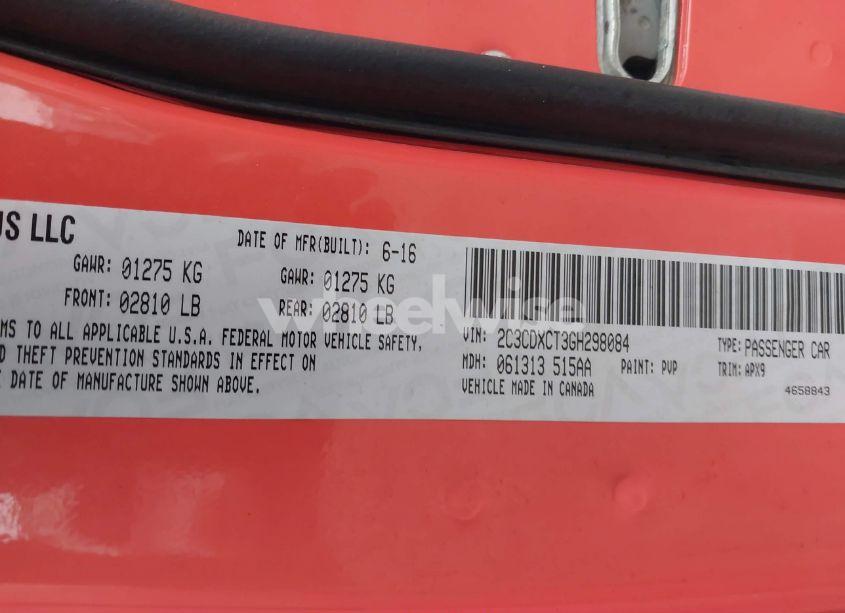 US LLC
DATE OF MFR(BUILT): 6-16
GAWR: 01275 KG
FRONT: 02810 LB
GAWR: 01275 KG
REAR: 02810 LB
TO ALL APPLICABLE U.S.A. FEDERAL MOTOR VEHICLE SAFETY,
THEFT PREVENTION STANDARDS IN EFFECT ON
DATE OF MANUFACTURE SHOWN ABOVE.
VIN: 2C3CDXCT3GH298084
TYPE: PASSENGER CAR
MDH: 061313 515AA
PAINT: PVP
TRIM: APX9
VEHICLE MADE IN CANADA
4658843
wheelwise